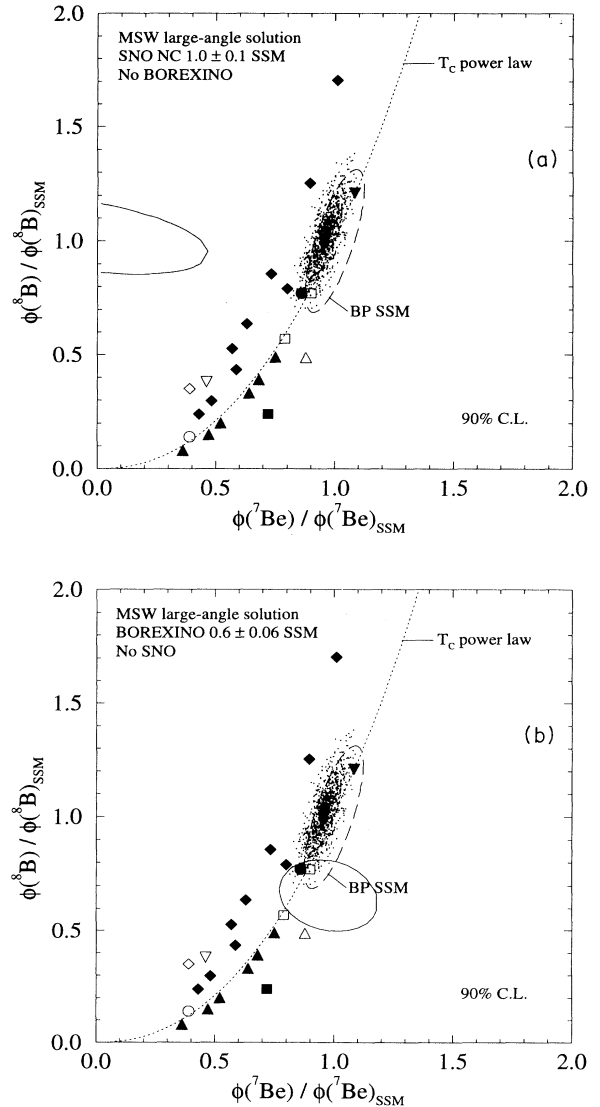 2.0
MSW large-angle solution
SNO NC 1.0 ± 0.1 SSM
No BOREXINO
T_C power law
1.5
(a)
1.0
ϕ(⁸B) / ϕ(⁸B)_SSM
BP SSM
0.5
90% C.L.
0.0
0.0 0.5 1.0 1.5 2.0
ϕ(⁷Be) / ϕ(⁷Be)_SSM
2.0
MSW large-angle solution
BOREXINO 0.6 ± 0.06 SSM
No SNO
T_C power law
1.5
(b)
1.0
ϕ(⁸B) / ϕ(⁸B)_SSM
BP SSM
0.5
90% C.L.
0.0
0.0 0.5 1.0 1.5 2.0
ϕ(⁷Be) / ϕ(⁷Be)_SSM